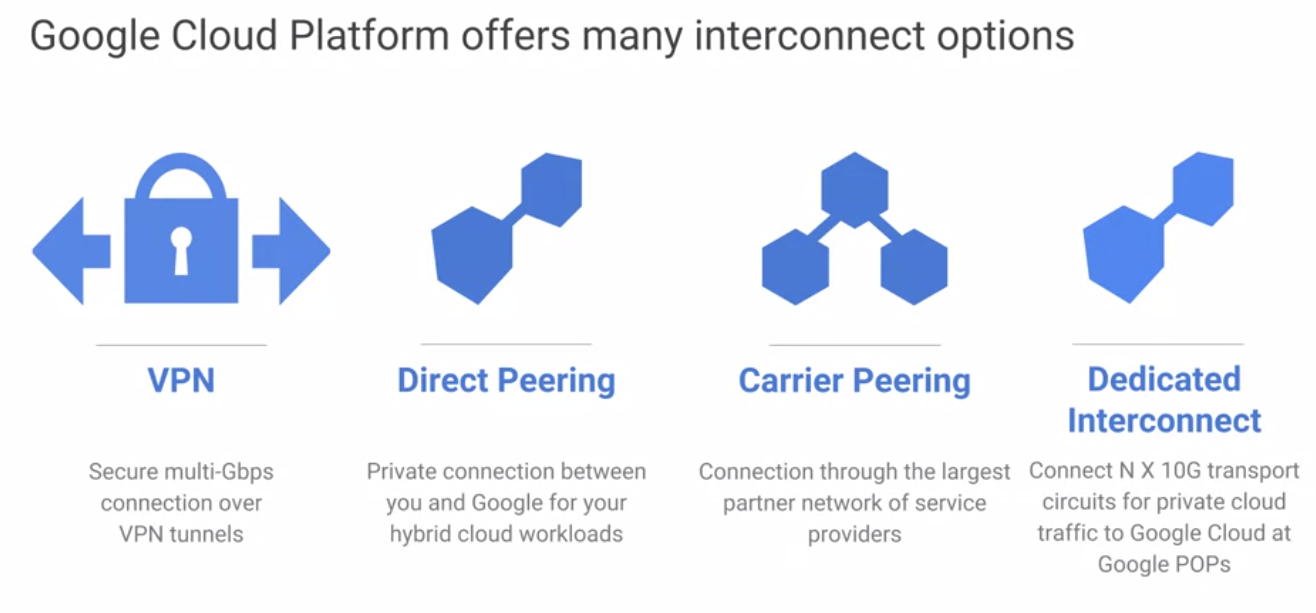 Google Cloud Platform offers many interconnect options
VPN
Secure multi-Gbps
connection over
VPN tunnels
Direct Peering
Private connection between
you and Google for your
hybrid cloud workloads
Carrier Peering
Connection through the largest
partner network of service
providers
Dedicated
Interconnect
Connect N X 10G transport
circuits for private cloud
traffic to Google Cloud at
Google POPs